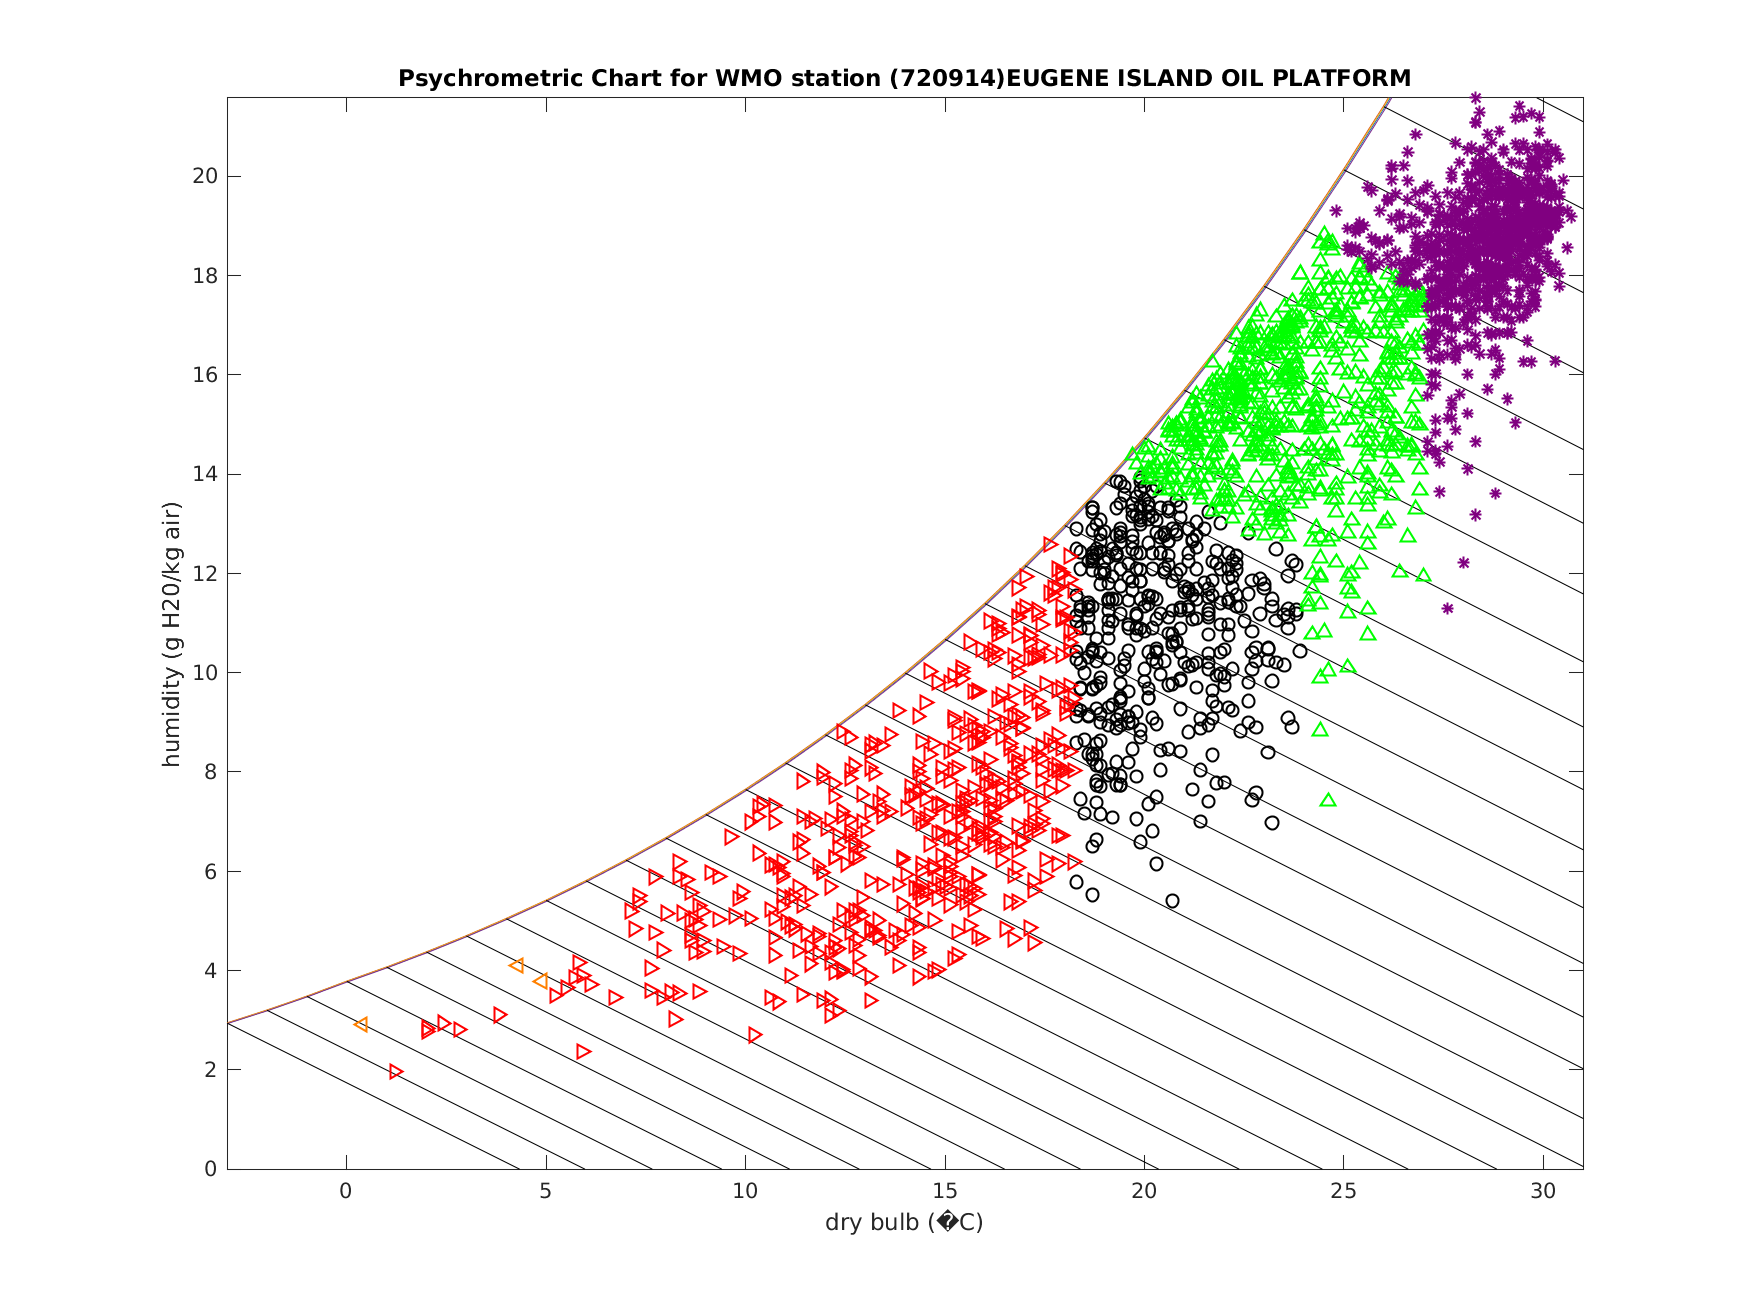 Psychrometric Chart for WMO station (720914)EUGENE ISLAND OIL PLATFORM
20
18
16
14
12
10
8
6
4
2
0
humidity (g H20/kg air)
0 5 10 15 20 25 30
dry bulb (�C)